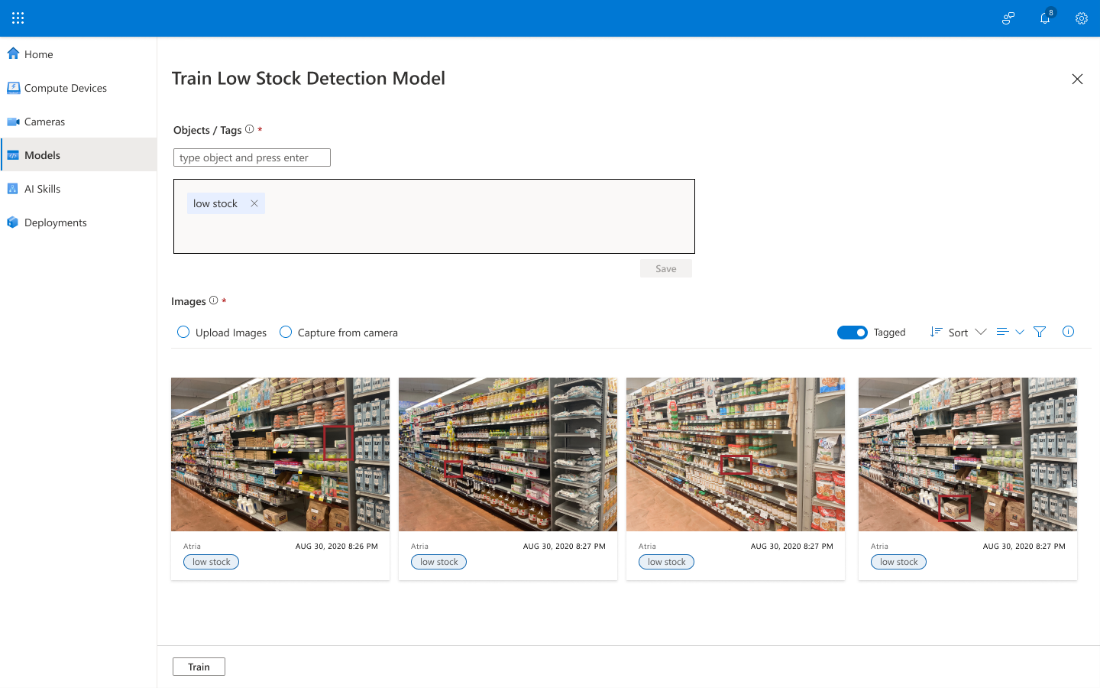 8
Home
Compute Devices
Cameras
Models
AI Skills
Deployments
Train Low Stock Detection Model
Objects / Tags *
type object and press enter
low stock
Save
Images *
Upload Images Capture from camera Tagged Sort
Atria AUG 30, 2020 8:26 PM
low stock
Atria AUG 30, 2020 8:27 PM
low stock
Atria AUG 30, 2020 8:27 PM
low stock
Atria AUG 30, 2020 8:27 PM
low stock
Train